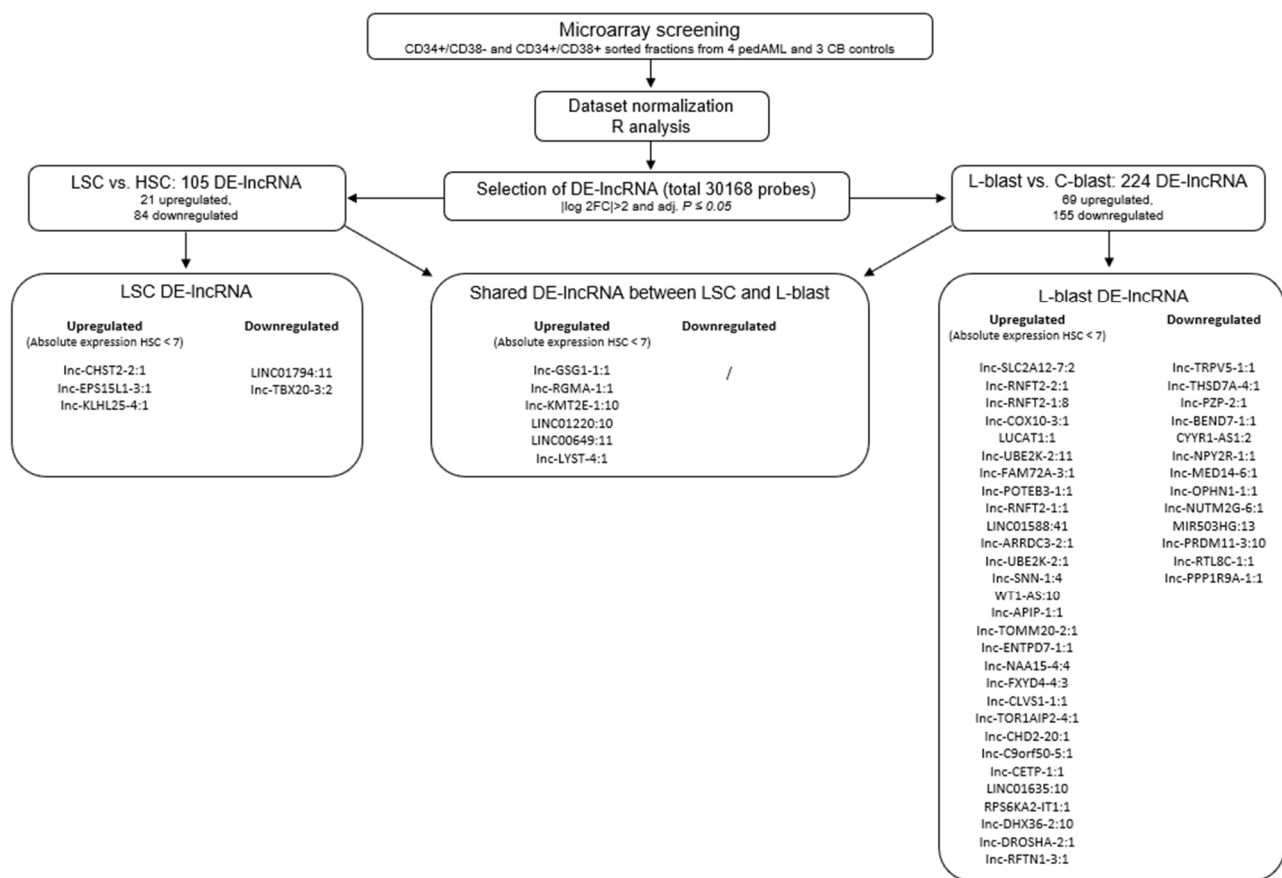 Microarray screening
CD34+/CD38- and CD34+/CD38+ sorted fractions from 4 pedAML and 3 CB controls
Dataset normalization
R analysis
LSC vs. HSC: 105 DE-lncRNA
21 upregulated,
84 downregulated
Selection of DE-lncRNA (total 30168 probes)
|log 2FC|>2 and adj. P ≤ 0.05
L-blast vs. C-blast: 224 DE-lncRNA
69 upregulated,
155 downregulated
LSC DE-lncRNA
Upregulated
(Absolute expression HSC < 7)
lnc-CHST2-2:1
lnc-EPS15L1-3:1
lnc-KLHL25-4:1
Downregulated
LINC01794:11
lnc-TBX20-3:2
Shared DE-lncRNA between LSC and L-blast
Upregulated
(Absolute expression HSC < 7)
lnc-GSG1-1:1
lnc-RGMA-1:1
lnc-KMT2E-1:10
LINC01220:10
LINC00649:11
lnc-LYST-4:1
Downregulated
/
L-blast DE-lncRNA
Upregulated
(Absolute expression HSC < 7)
lnc-SLC2A12-7:2
lnc-RNFT2-2:1
lnc-RNFT2-1:8
lnc-COX10-3:1
LUCAT1:1
lnc-UBE2K-2:11
lnc-FAM72A-3:1
lnc-POTEB3-1:1
lnc-RNFT2-1:1
LINC01588:41
lnc-ARRDC3-2:1
lnc-UBE2K-2:1
lnc-SNN-1:4
WT1-AS:10
lnc-APIP-1:1
lnc-TOMM20-2:1
lnc-ENTPD7-1:1
lnc-NAA15-4:4
lnc-FXYD4-4:3
lnc-CLVS1-1:1
lnc-TOR1AIP2-4:1
lnc-CHD2-20:1
lnc-C9orf50-5:1
lnc-CETP-1:1
LINC01635:10
RPS6KA2-IT1:1
lnc-DHX36-2:10
lnc-DROSHA-2:1
lnc-RFTN1-3:1
Downregulated
lnc-TRPV5-1:1
lnc-THSD7A-4:1
lnc-PZP-2:1
lnc-BEND7-1:1
CYYR1-AS1:2
lnc-NPY2R-1:1
lnc-MED14-6:1
lnc-OPHN1-1:1
lnc-NUTM2G-6:1
MIR503HG:13
lnc-PRDM11-3:10
lnc-RTL8C-1:1
lnc-PPP1R9A-1:1